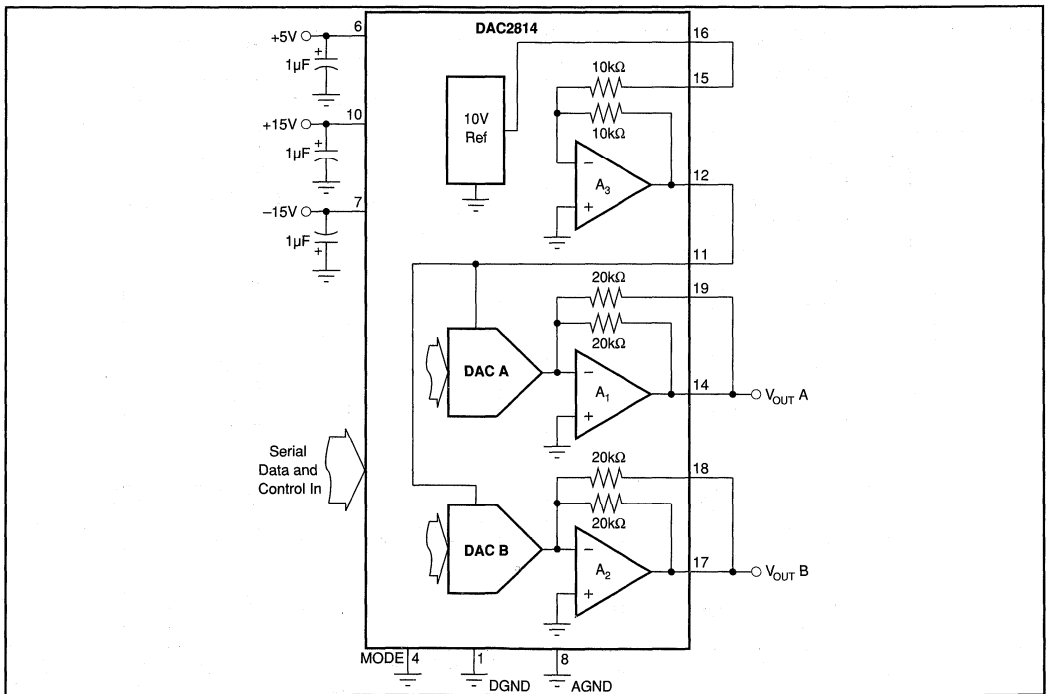 DAC2814
+5V
6
1µF
+
+15V
10
1µF
+
–15V
7
1µF
+
10V
Ref
16
10kΩ
15
10kΩ
–
A3
+
12
11
20kΩ
19
20kΩ
DAC A
–
A1
+
14
VOUT A
Serial
Data and
Control In
20kΩ
18
20kΩ
DAC B
–
A2
+
17
VOUT B
MODE 4
1
DGND
8
AGND